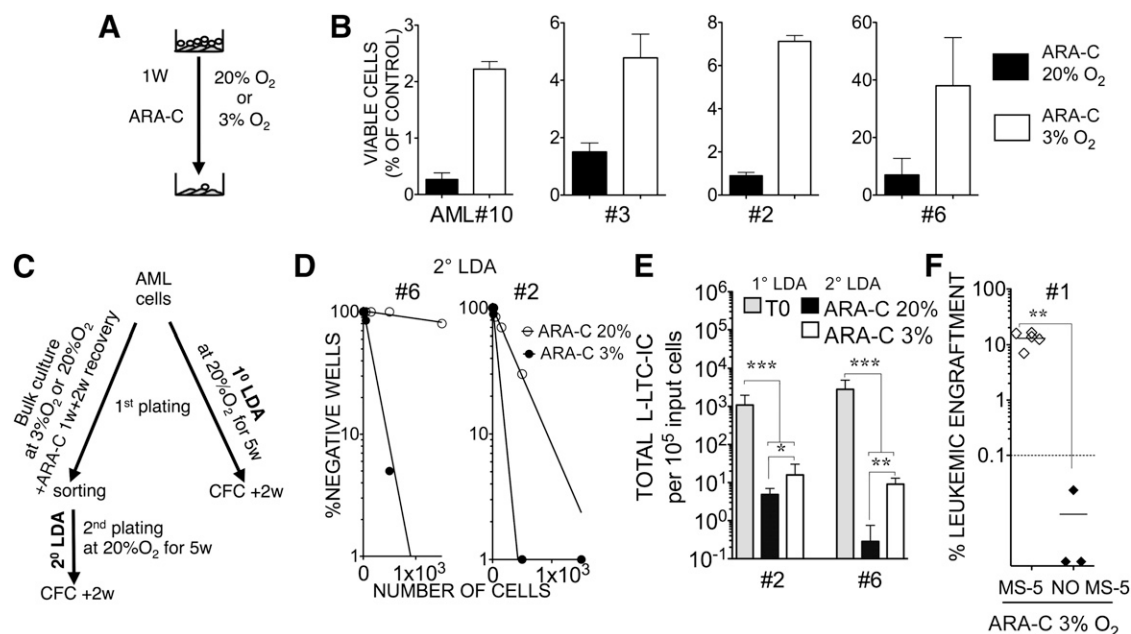 A
1W
ARA-C
20% O₂
or
3% O₂
B
VIABLE CELLS
(% OF CONTROL)
3
2
1
0
AML#10
6
4
2
0
#3
8
6
4
2
0
#2
60
40
20
0
#6
ARA-C
20% O₂
ARA-C
3% O₂
C
AML
cells
Bulk culture
at 3%O₂ or 20%O₂
+ARA-C 1w+2w recovery
1st plating
1⁰ LDA
at 20%O₂ for 5w
sorting
CFC +2w
2⁰ LDA
2nd plating
at 20%O₂ for 5w
CFC +2w
D
2° LDA
#6
#2
%NEGATIVE WELLS
100
10
1
0
1x10³
100
10
1
0
1x10³
ARA-C 20%
ARA-C 3%
NUMBER OF CELLS
E
1° LDA
2° LDA
T0
ARA-C 20%
ARA-C 3%
TOTAL L-LTC-IC
per 10⁵ input cells
10⁶
10⁵
10⁴
10³
10²
10¹
10⁰
10⁻¹
***
*
***
**
#2
#6
F
#1
% LEUKEMIC ENGRAFTMENT
100
10
0.1
**
MS-5
NO MS-5
ARA-C 3% O₂